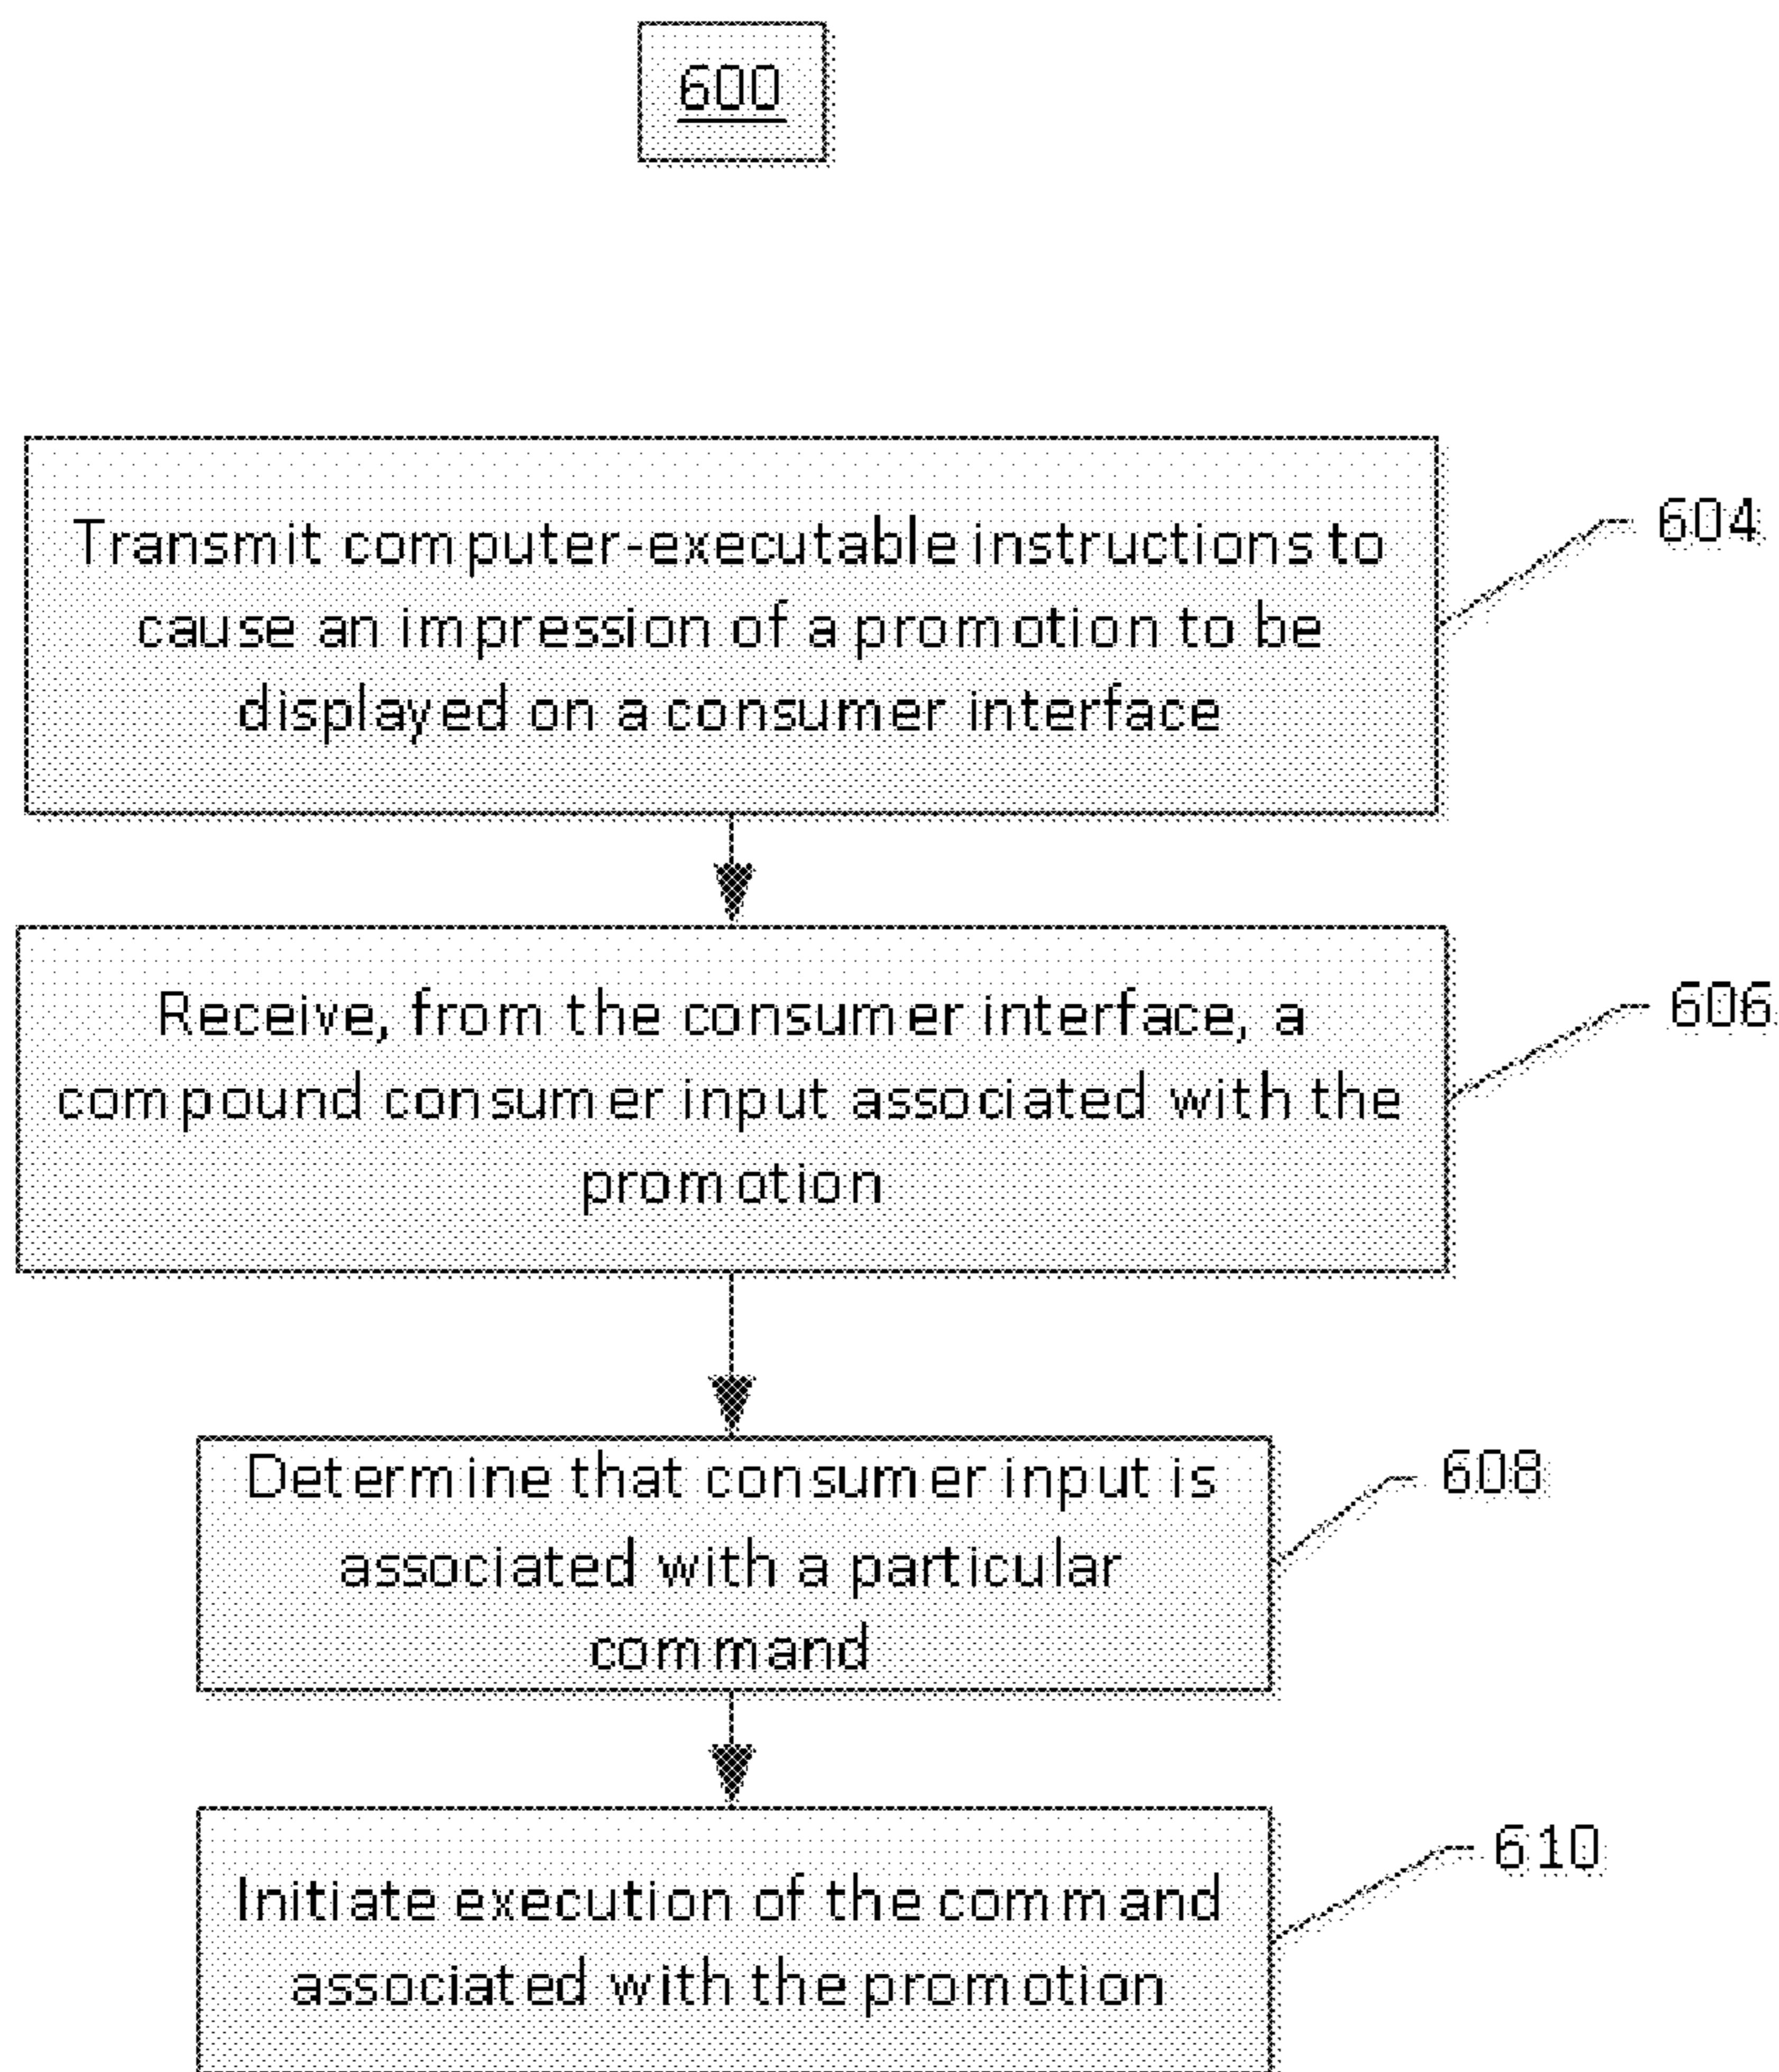 600
Transmit computer-executable instructions to
cause an impression of a promotion to be
displayed on a consumer interface
604
Receive, from the consumer interface, a
compound consumer input associated with the
promotion
606
Determine that consumer input is
associated with a particular
command
608
Initiate execution of the command
associated with the promotion
610